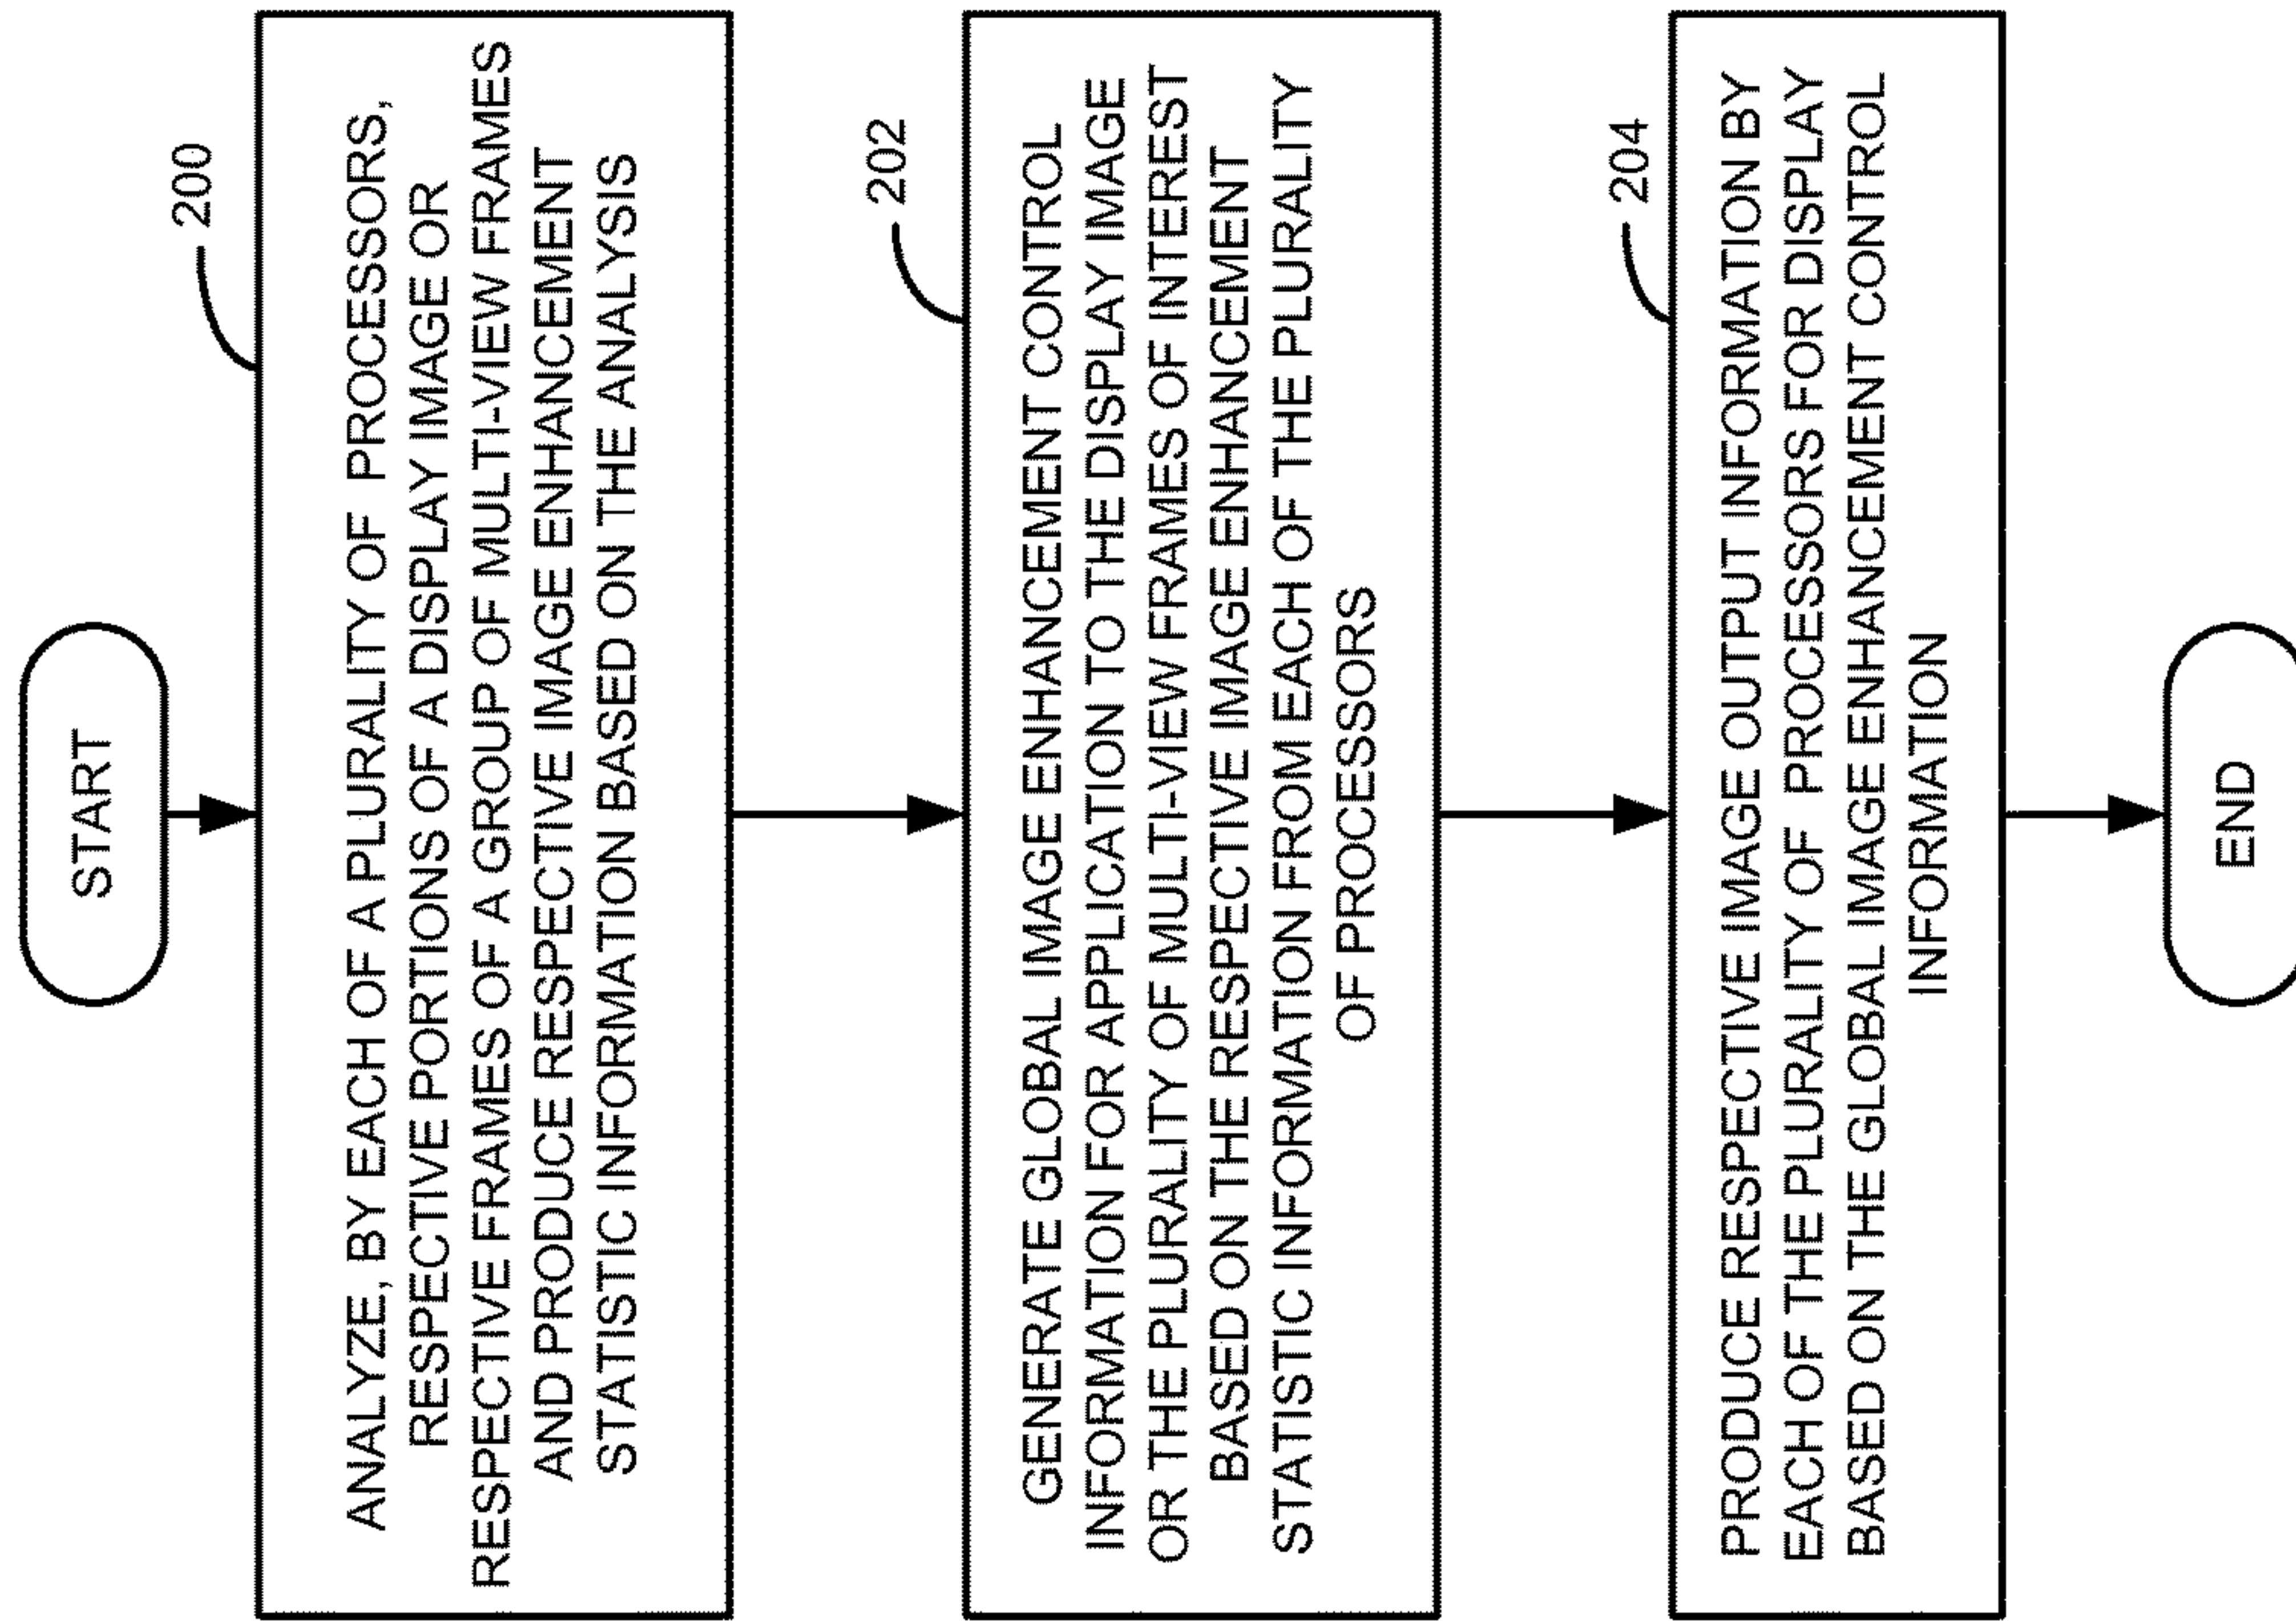 START
200
ANALYZE, BY EACH OF A PLURALITY OF PROCESSORS,
RESPECTIVE PORTIONS OF A DISPLAY IMAGE OR
RESPECTIVE FRAMES OF A GROUP OF MULTI-VIEW FRAMES
AND PRODUCE RESPECTIVE IMAGE ENHANCEMENT
STATISTIC INFORMATION BASED ON THE ANALYSIS
202
GENERATE GLOBAL IMAGE ENHANCEMENT CONTROL
INFORMATION FOR APPLICATION TO THE DISPLAY IMAGE
OR THE PLURALITY OF MULTI-VIEW FRAMES OF INTEREST
BASED ON THE RESPECTIVE IMAGE ENHANCEMENT
STATISTIC INFORMATION FROM EACH OF THE PLURALITY
OF PROCESSORS
204
PRODUCE RESPECTIVE IMAGE OUTPUT INFORMATION BY
EACH OF THE PLURALITY OF PROCESSORS FOR DISPLAY
BASED ON THE GLOBAL IMAGE ENHANCEMENT CONTROL
INFORMATION
END